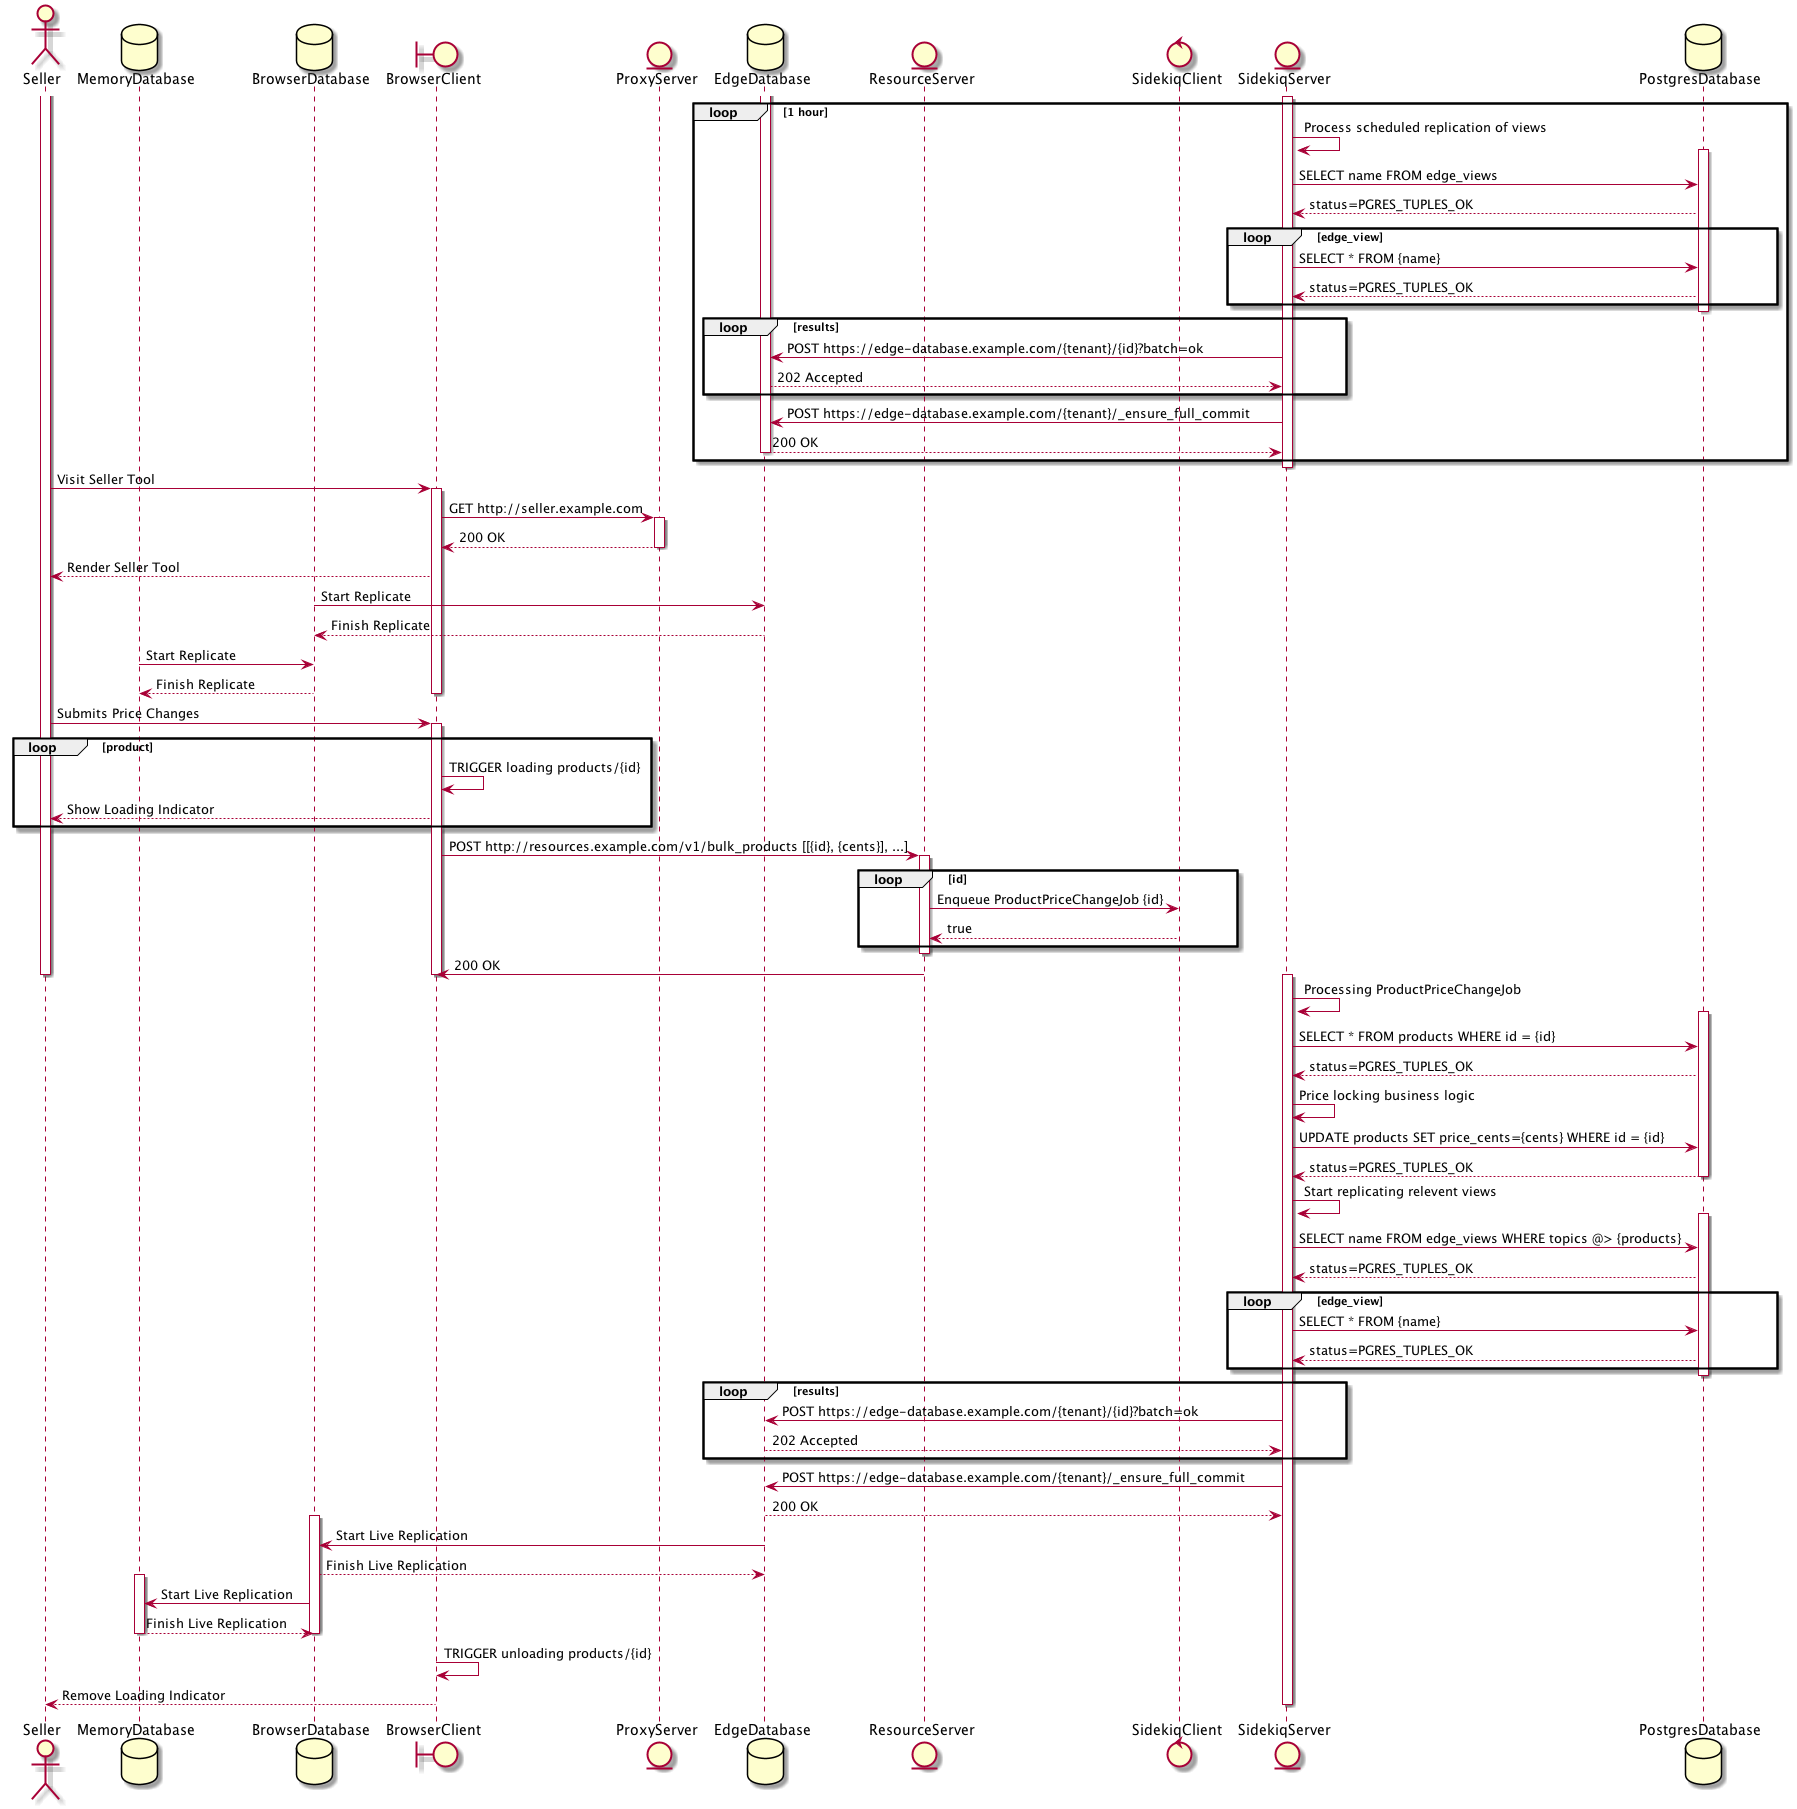 Seller
MemoryDatabase
BrowserDatabase
BrowserClient
ProxyServer
EdgeDatabase
ResourceServer
SidekiqClient
SidekiqServer
PostgresDatabase
loop [1 hour]
Process scheduled replication of views
SELECT name FROM edge_views
status=PGRES_TUPLES_OK
loop [edge_view]
SELECT * FROM {name}
status=PGRES_TUPLES_OK
loop [results]
POST https://edge-database.example.com/{tenant}/{id}?batch=ok
202 Accepted
POST https://edge-database.example.com/{tenant}/_ensure_full_commit
200 OK
Visit Seller Tool
GET http://seller.example.com
200 OK
Render Seller Tool
Start Replicate
Finish Replicate
Start Replicate
Finish Replicate
Submits Price Changes
loop [product]
TRIGGER loading products/{id}
Show Loading Indicator
POST http://resources.example.com/v1/bulk_products [[{id}, {cents}], ...]
loop [id]
Enqueue ProductPriceChangeJob {id}
true
200 OK
Processing ProductPriceChangeJob
SELECT * FROM products WHERE id = {id}
status=PGRES_TUPLES_OK
Price locking business logic
UPDATE products SET price_cents={cents} WHERE id = {id}
status=PGRES_TUPLES_OK
Start replicating relevent views
SELECT name FROM edge_views WHERE topics @> {products}
status=PGRES_TUPLES_OK
loop [edge_view]
SELECT * FROM {name}
status=PGRES_TUPLES_OK
loop [results]
POST https://edge-database.example.com/{tenant}/{id}?batch=ok
202 Accepted
POST https://edge-database.example.com/{tenant}/_ensure_full_commit
200 OK
Start Live Replication
Finish Live Replication
Start Live Replication
Finish Live Replication
TRIGGER unloading products/{id}
Remove Loading Indicator
Seller
MemoryDatabase
BrowserDatabase
BrowserClient
ProxyServer
EdgeDatabase
ResourceServer
SidekiqClient
SidekiqServer
PostgresDatabase